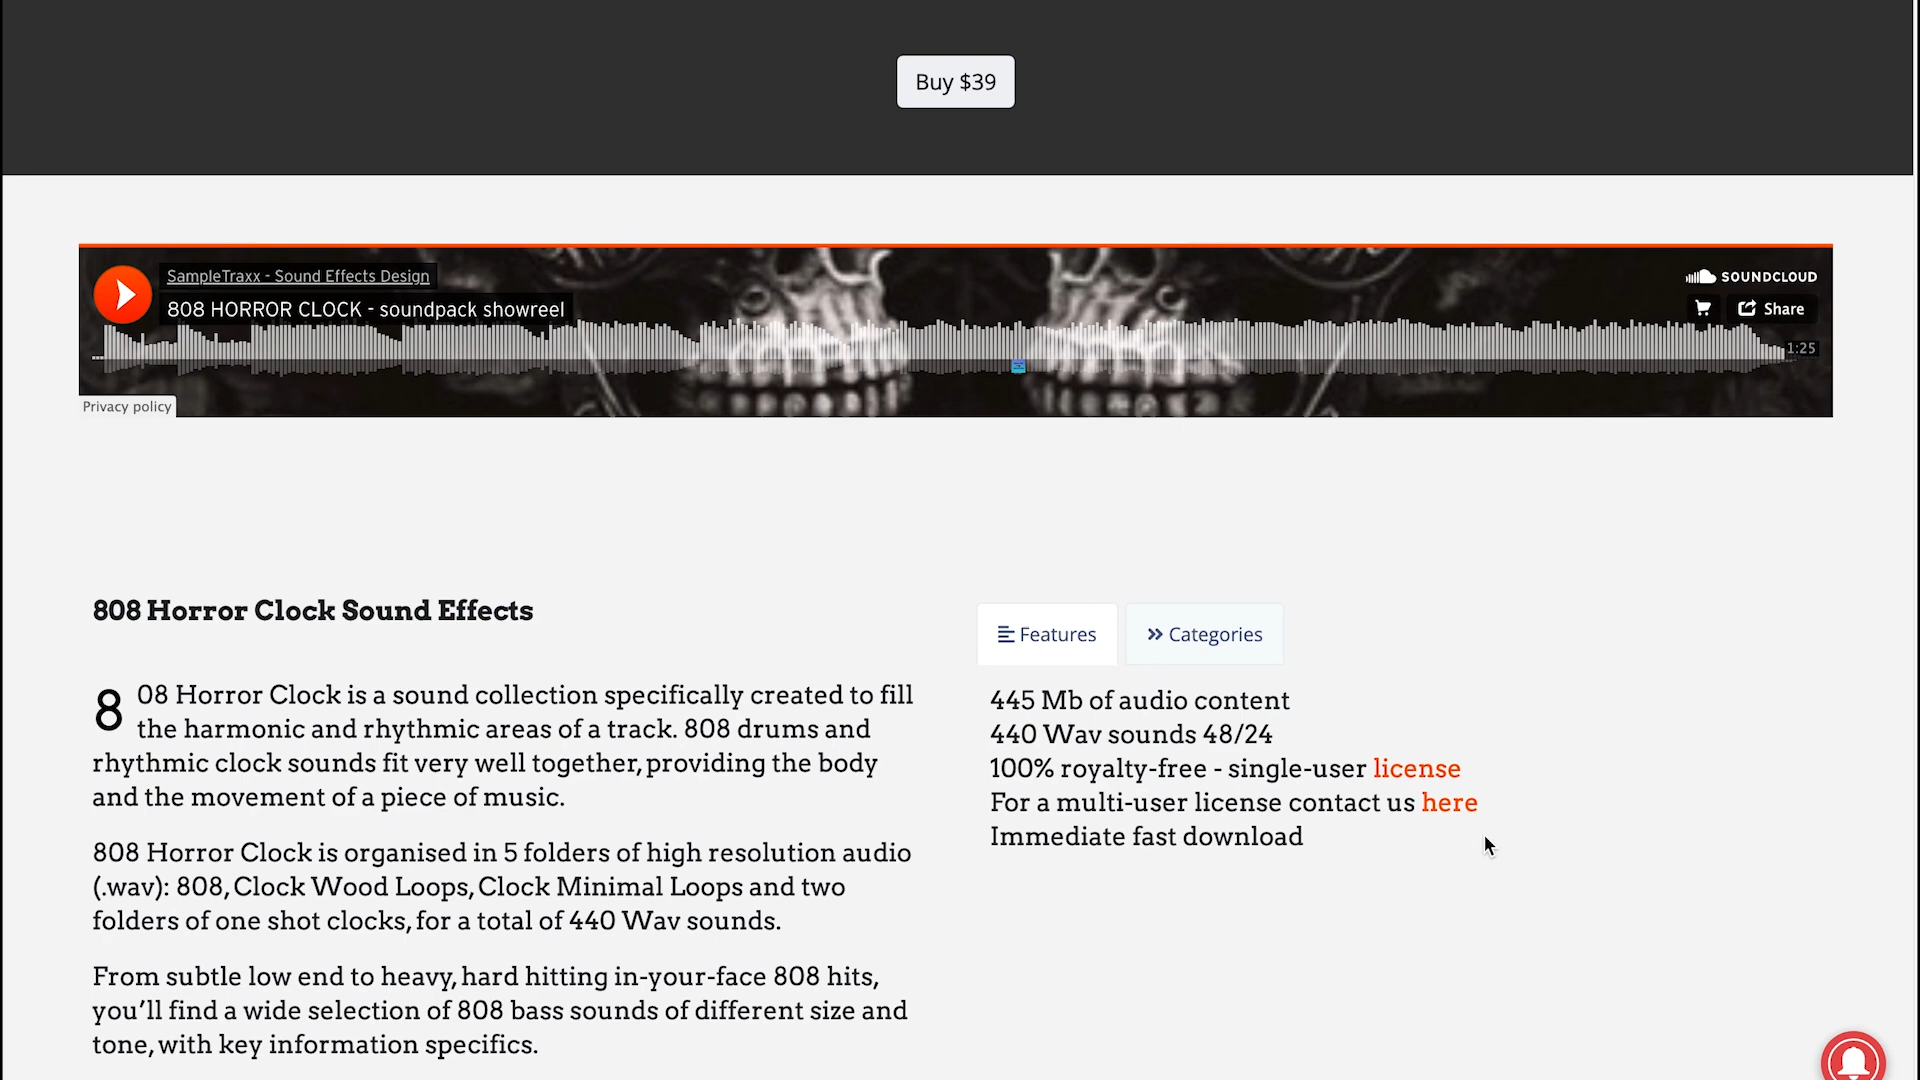 Buy $39
SampleTraxx - Sound Effects Design
808 HORROR CLOCK - soundpack showreel
SOUNDCLOUD
Share
1:25
Privacy policy
808 Horror Clock Sound Effects
808 Horror Clock is a sound collection specifically created to fill
the harmonic and rhythmic areas of a track. 808 drums and
rhythmic clock sounds fit very well together, providing the body
and the movement of a piece of music.
808 Horror Clock is organised in 5 folders of high resolution audio
(.wav): 808, Clock Wood Loops, Clock Minimal Loops and two
folders of one shot clocks, for a total of 440 Wav sounds.
From subtle low end to heavy, hard hitting in-your-face 808 hits,
you’ll find a wide selection of 808 bass sounds of different size and
tone, with key information specifics.
Features
Categories
445 Mb of audio content
440 Wav sounds 48/24
100% royalty-free - single-user license
For a multi-user license contact us here
Immediate fast download